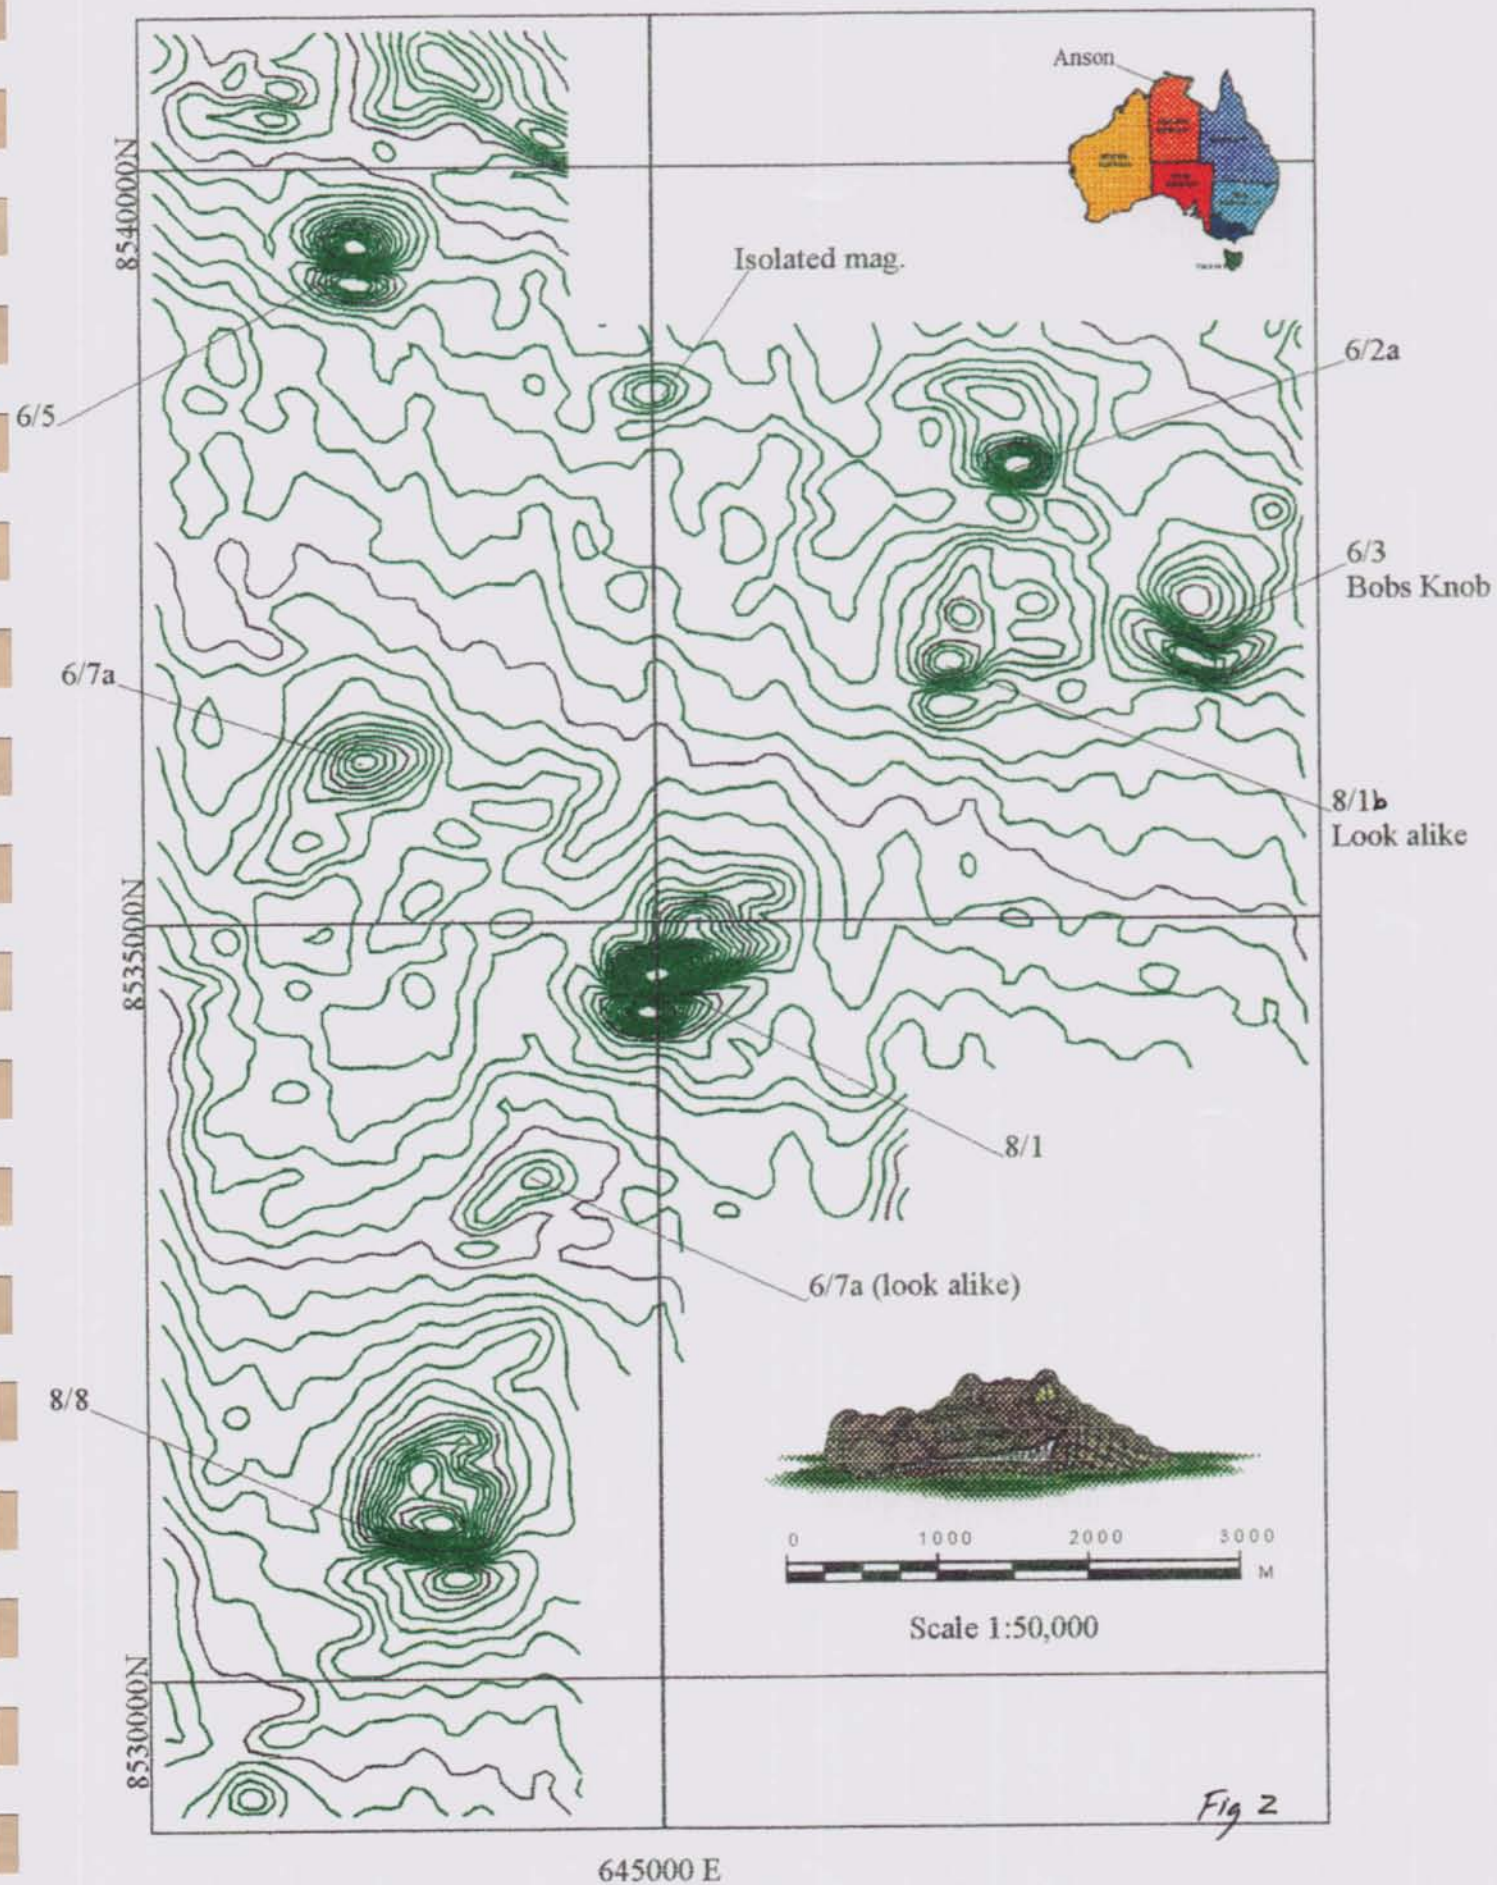 Anson
8540000N
Isolated mag.
6/2a
6/5
6/3
Bobs Knob
6/7a
8/1b
Look alike
8535000N
8/1
6/7a (look alike)
8/8
0 1000 2000 3000
M
Scale 1:50,000
8530000N
Fig 2
645000 E